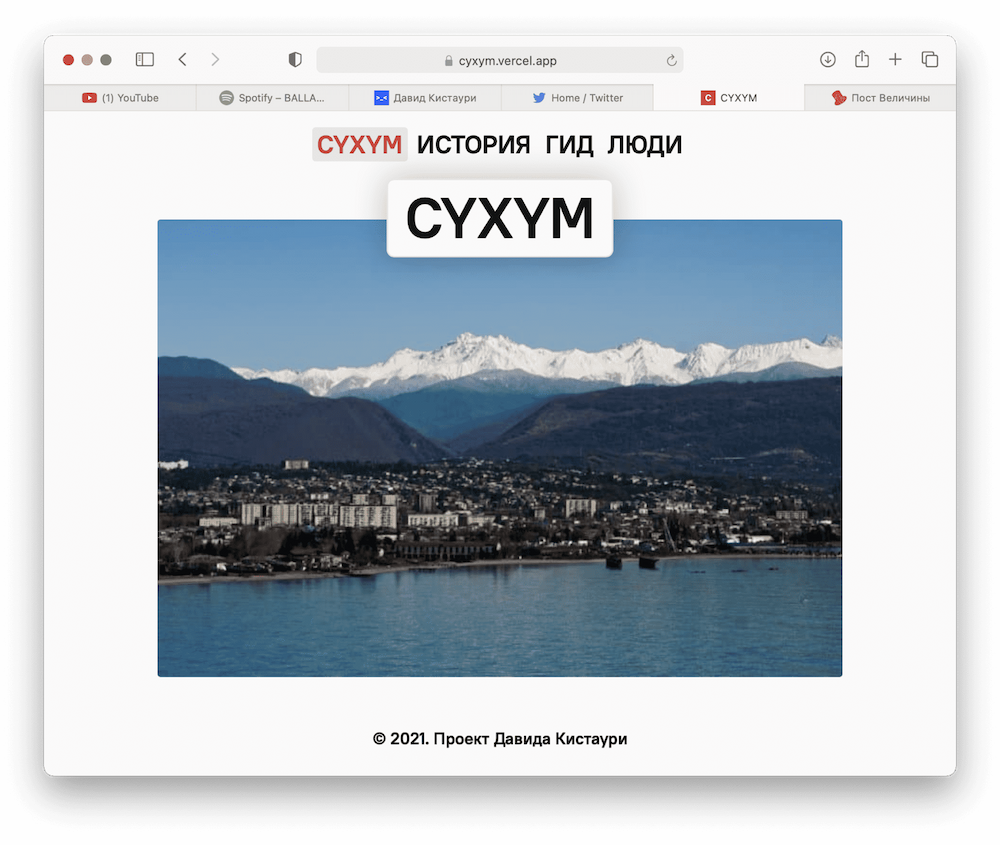 cyxym.vercel.app
(1) YouTube
Spotify – BALLA...
Давид Кистаури
Home / Twitter
C CYXYM
Пост Величины
CYXYM ИСТОРИЯ ГИД ЛЮДИ
CYXYM
© 2021. Проект Давида Кистаури